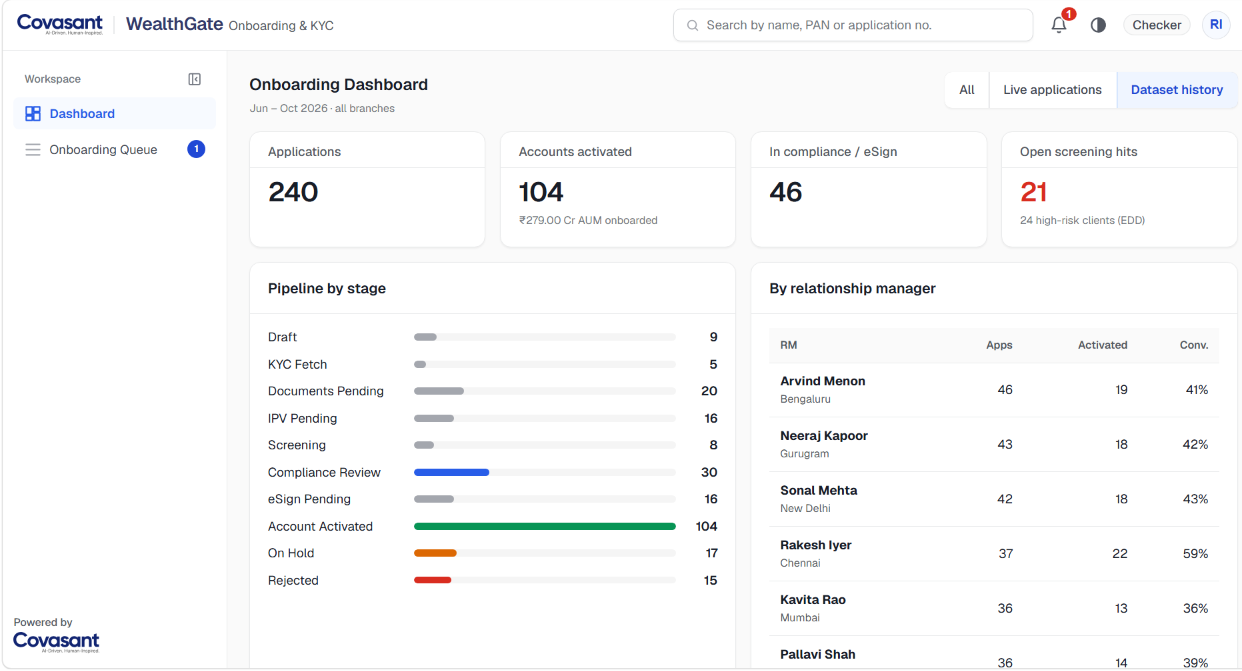 Covasant
AI-Driven. Human-Inspired.
WealthGate Onboarding & KYC
Search by name, PAN or application no.
1
Checker
RI
Workspace
Dashboard
Onboarding Queue 1
Powered by
Covasant
AI-Driven. Human-Inspired.
Onboarding Dashboard
Jun – Oct 2026 · all branches
All
Live applications
Dataset history
Applications
240
Accounts activated
104
₹279.00 Cr AUM onboarded
In compliance / eSign
46
Open screening hits
21
24 high-risk clients (EDD)
Pipeline by stage
Draft 9
KYC Fetch 5
Documents Pending 20
IPV Pending 16
Screening 8
Compliance Review 30
eSign Pending 16
Account Activated 104
On Hold 17
Rejected 15
By relationship manager
RM Apps Activated Conv.
Arvind Menon
Bengaluru
46 19 41%
Neeraj Kapoor
Gurugram
43 18 42%
Sonal Mehta
New Delhi
42 18 43%
Rakesh Iyer
Chennai
37 22 59%
Kavita Rao
Mumbai
36 13 36%
Pallavi Shah
36 14 39%